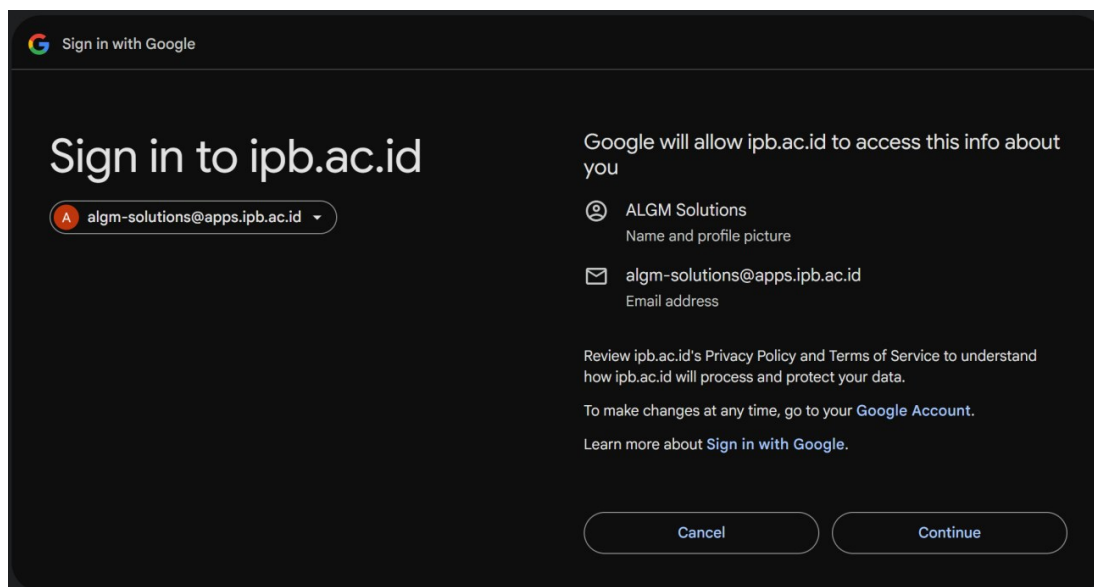 Sign in with Google
Sign in to ipb.ac.id
A algm-solutions@apps.ipb.ac.id
Google will allow ipb.ac.id to access this info about
you
ALGM Solutions
Name and profile picture
algm-solutions@apps.ipb.ac.id
Email address
Review ipb.ac.id's Privacy Policy and Terms of Service to understand
how ipb.ac.id will process and protect your data.
To make changes at any time, go to your Google Account.
Learn more about Sign in with Google.
Cancel
Continue